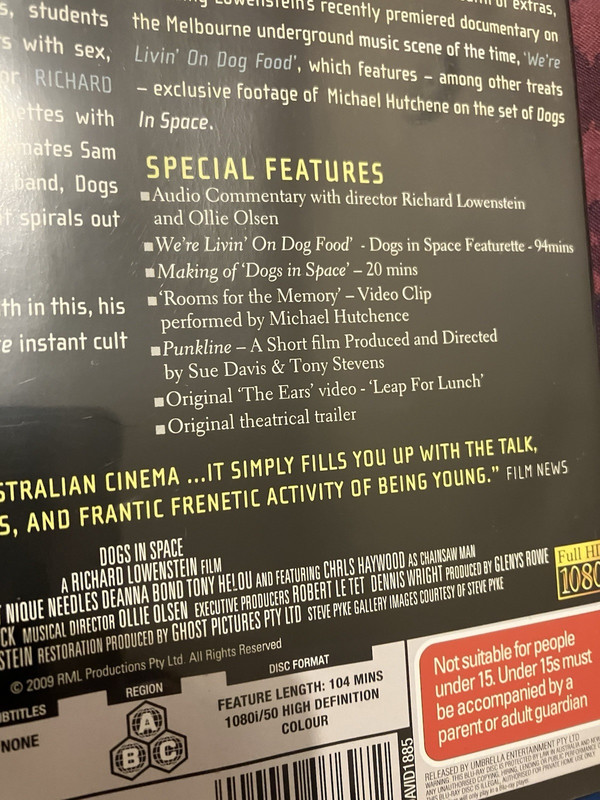 students
with sex,
RICHARD
with
Sam
band, Dogs
spirals out
in this, his
instant cult
extras,
Lowenstein's recently premiered documentary on
the Melbourne underground music scene of the time, 'We're
Livin' On Dog Food', which features – among other treats
– exclusive footage of Michael Hutchene on the set of Dogs
In Space.
SPECIAL FEATURES
Audio Commentary with director Richard Lowenstein
and Ollie Olsen
We're Livin' On Dog Food' - Dogs in Space Featurette - 94mins
Making of 'Dogs in Space' – 20 mins
'Rooms for the Memory' – Video Clip
performed by Michael Hutchence
Punkline – A Short film Produced and Directed
by Sue Davis & Tony Stevens
Original 'The Ears' video - 'Leap For Lunch'
Original theatrical trailer
CINEMA ...IT SIMPLY FILLS YOU UP WITH THE TALK,
AND FRANTIC FRENETIC ACTIVITY OF BEING YOUNG." FILM NEWS
DOGS IN SPACE
A RICHARD LOWENSTEIN FILM
NIQUE NEEDLES DEANNA BOND TONY HELOU AND FEATURING CHRIS HAYWOOD AS CHAINSAW MAN
MUSICAL DIRECTOR OLLIE OLSEN EXECUTIVE PRODUCERS ROBERT LE TET DENNIS WRIGHT PRODUCED BY GLENYS ROWE
RESTORATION PRODUCED BY GHOST PICTURES PTY LTD STEVE PYKE GALLERY IMAGES COURTESY OF STEVE PYKE
© 2009 RML Productions Pty Ltd. All Rights Reserved
Full HD
1080
NONE
REGION
A
B C
DISC FORMAT
FEATURE LENGTH: 104 MINS
1080i/50 HIGH DEFINITION
COLOUR
AVID1885
Not suitable for people
under 15. Under 15s must
be accompanied by a
parent or adult guardian
RELEASED BY UMBRELLA ENTERTAINMENT PTY LTD